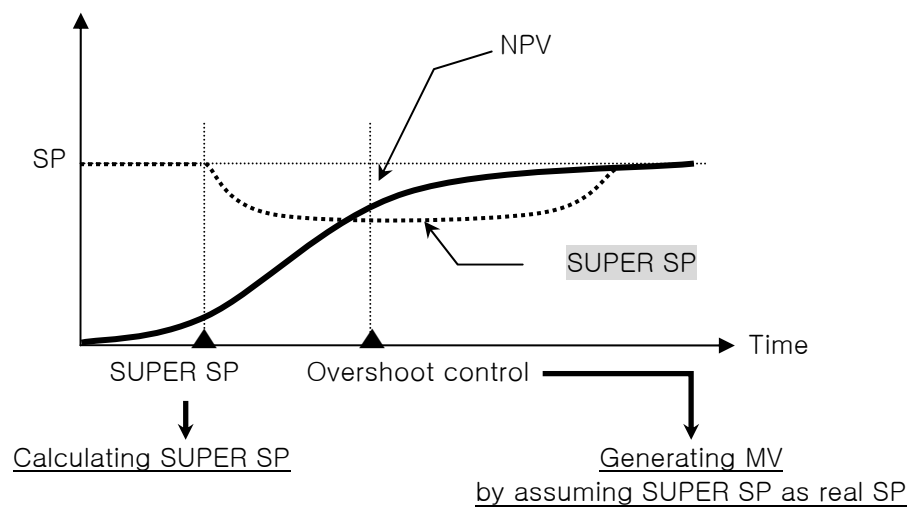 NPV
SP
SUPER SP
Time
SUPER SP
Overshoot control
Calculating SUPER SP
Generating MV
by assuming SUPER SP as real SP